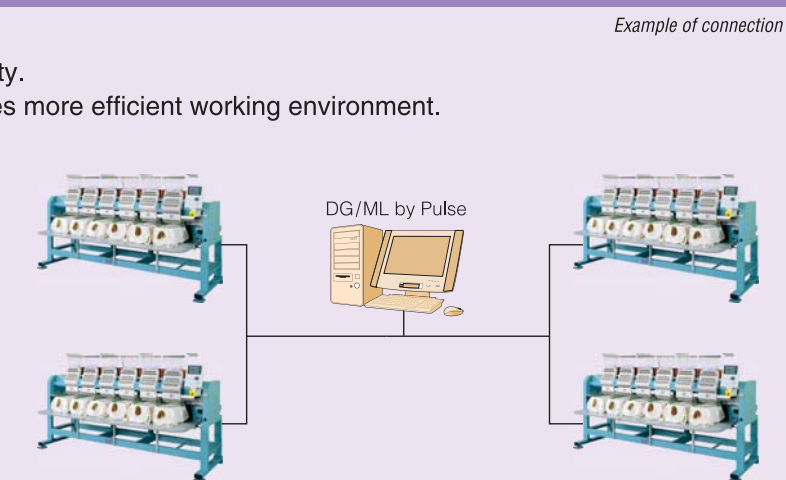 Example of connection
ty.
es more efficient working environment.
DG/ML by Pulse